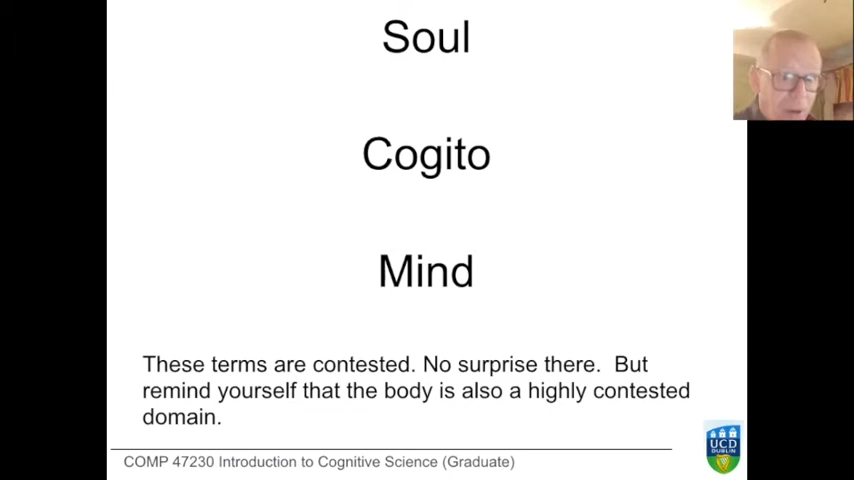 Soul
Cogito
Mind
These terms are contested. No surprise there.  But
remind yourself that the body is also a highly contested
domain.
COMP 47230 Introduction to Cognitive Science (Graduate)
UCD
DUBLIN